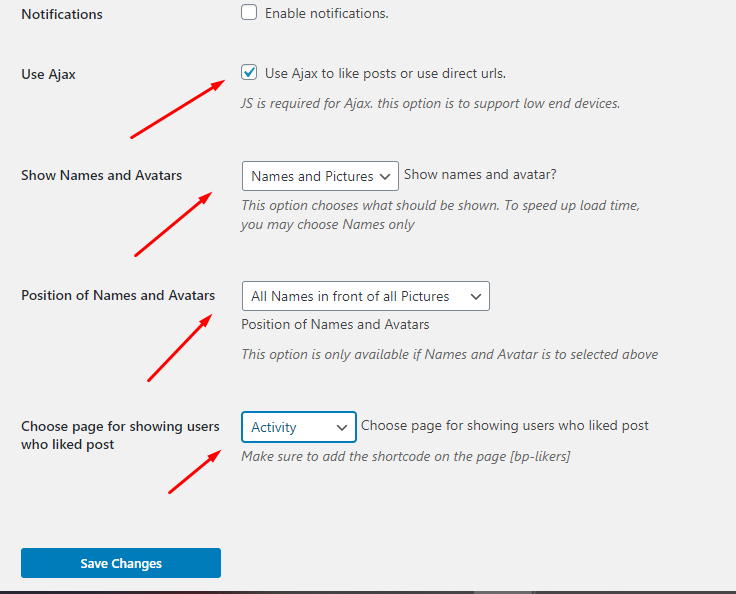 Notifications
Enable notifications.
Use Ajax
Use Ajax to like posts or use direct urls.
JS is required for Ajax. this option is to support low end devices.
Show Names and Avatars
Names and Pictures
Show names and avatar?
This option chooses what should be shown. To speed up load time,
you may choose Names only
Position of Names and Avatars
All Names in front of all Pictures
Position of Names and Avatars
This option is only available if Names and Avatar is to selected above
Choose page for showing users
who liked post
Activity
Choose page for showing users who liked post
Make sure to add the shortcode on the page [bp-likers]
Save Changes